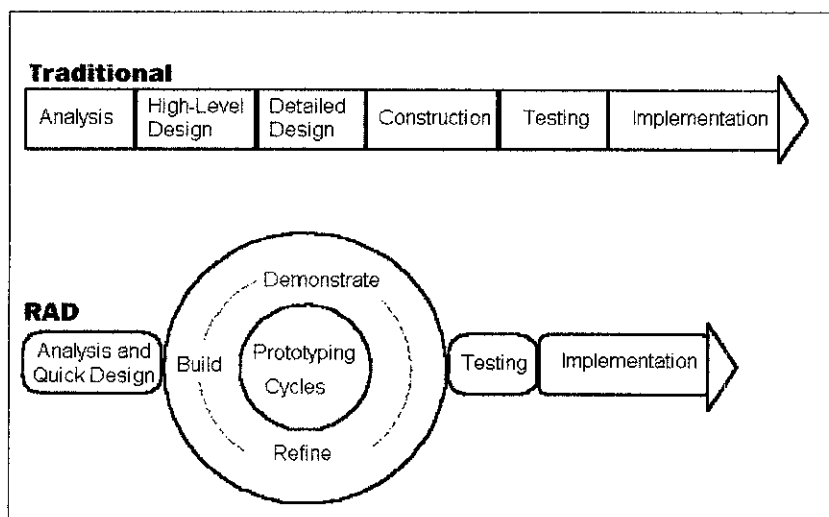 Traditional
Analysis
High-Level
Design
Detailed
Design
Construction
Testing
Implementation
RAD
Analysis and
Quick Design
Demonstrate
Build
Prototyping
Cycles
Refine
Testing
Implementation